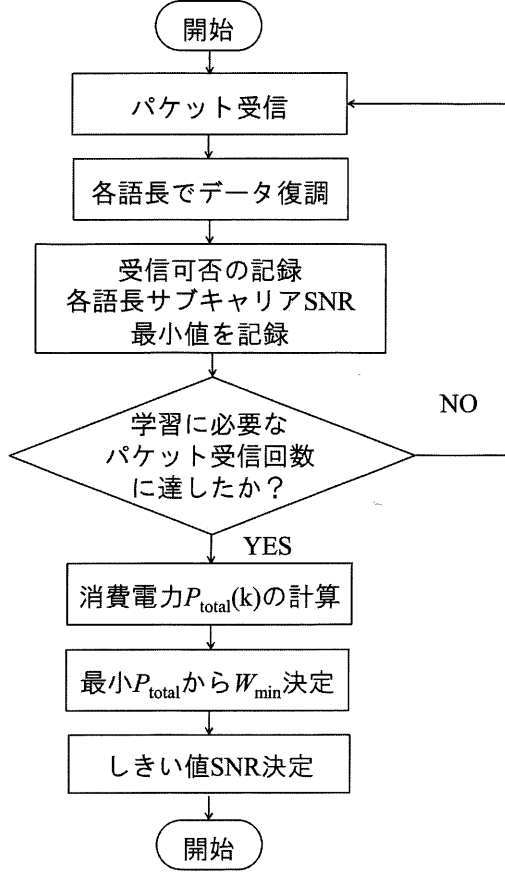 開始
パケット受信
各語長でデータ復調
受信可否の記録
各語長サブキャリアSNR
最小値を記録
学習に必要な
パケット受信回数
に達したか？
NO
YES
消費電力Ptotal(k)の計算
最小PtotalからWmin決定
しきい値SNR決定
開始